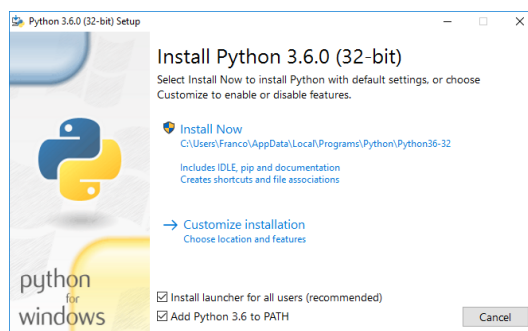 Python 3.6.0 (32-bit) Setup
Install Python 3.6.0 (32-bit)
Select Install Now to install Python with default settings, or choose
Customize to enable or disable features.
Install Now
C:\Users\Franco\AppData\Local\Programs\Python\Python36-32
Includes IDLE, pip and documentation
Creates shortcuts and file associations
Customize installation
Choose location and features
python
for
windows
Install launcher for all users (recommended)
Add Python 3.6 to PATH
Cancel